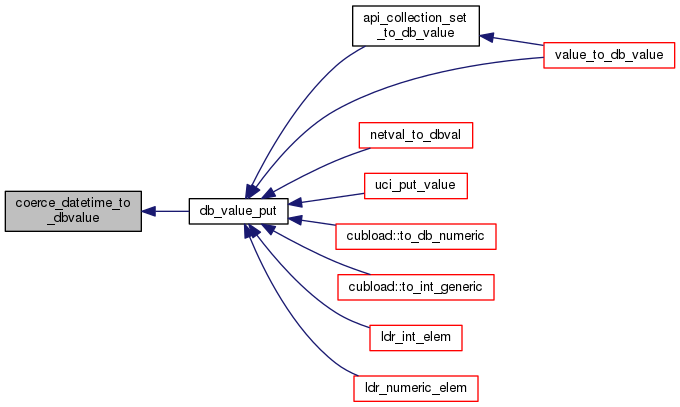 api_collection_set
_to_db_value
value_to_db_value
netval_to_dbval
uci_put_value
coerce_datetime_to
_dbvalue
db_value_put
cubload::to_db_numeric
cubload::to_int_generic
ldr_int_elem
ldr_numeric_elem